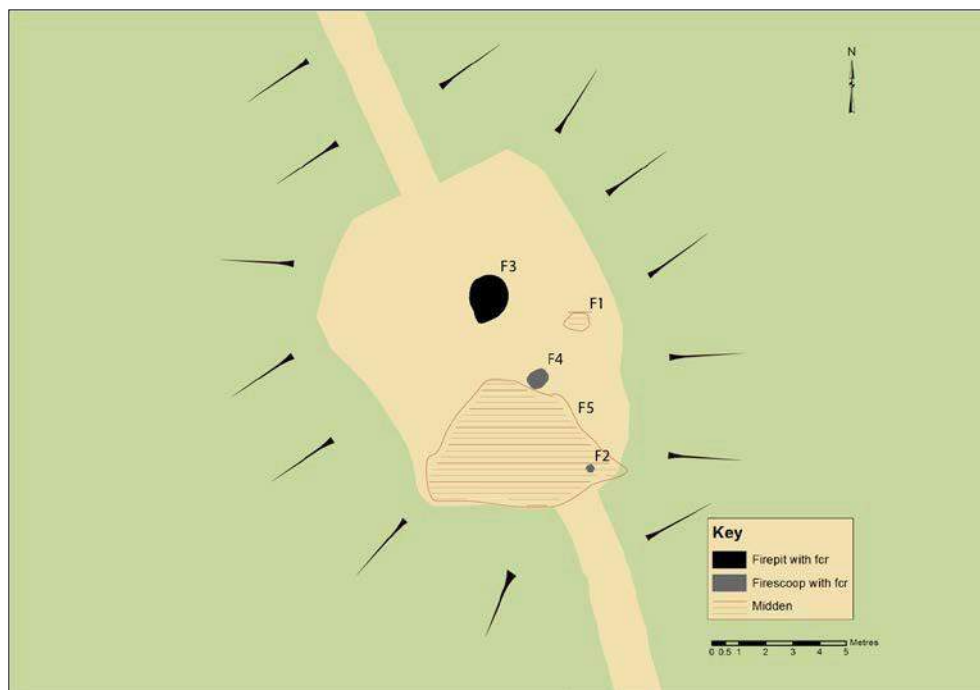 N
F3
F1
F4
F5
F2
Key
Firepit with fcr
Firescoop with fcr
Midden
Metres
0 0.5 1 2 3 4 5